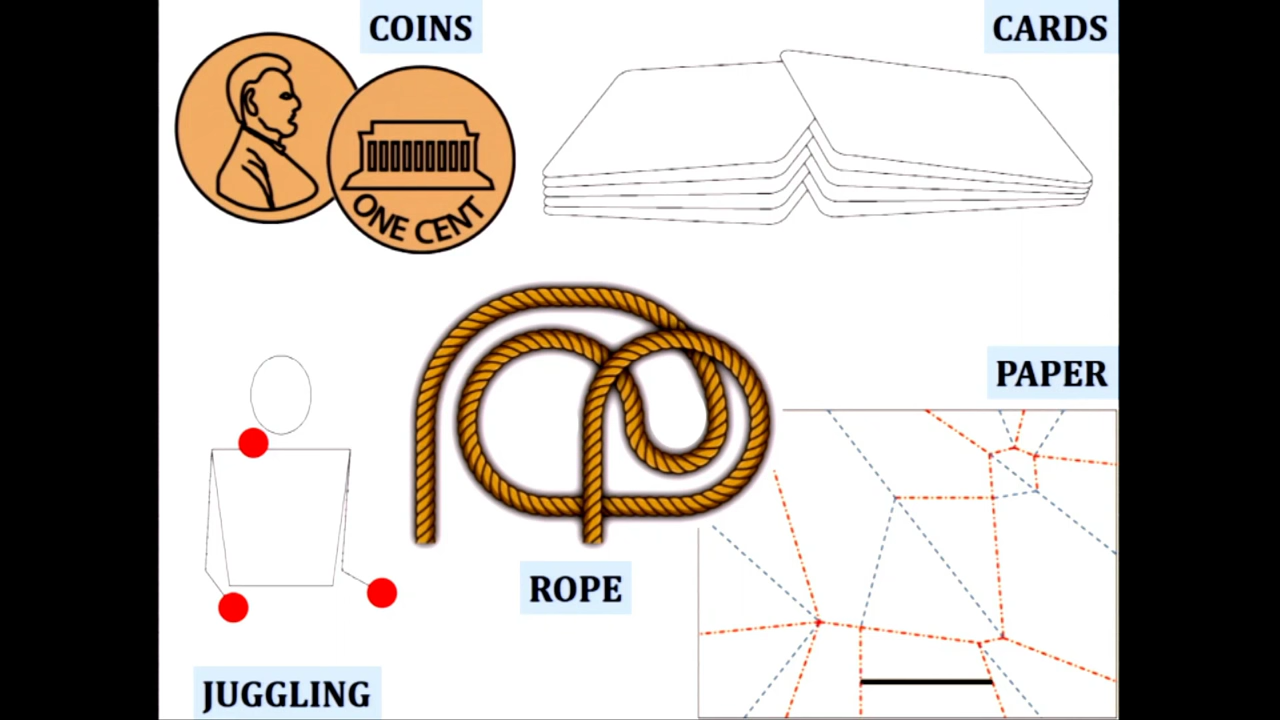 COINS
CARDS
ONE CENT
PAPER
ROPE
JUGGLING